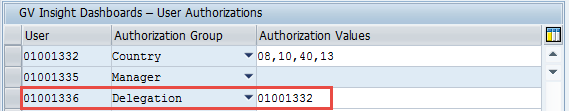 GV Insight Dashboards – User Authorizations
User Authorization Group Authorization Values
01001332 Country 08,10,40,13
01001335 Manager
01001336 Delegation 01001332